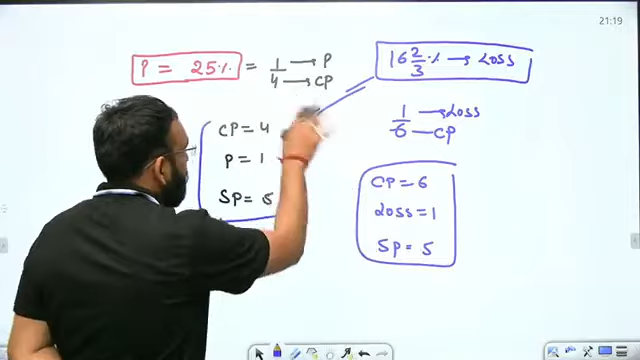 21:19
P = 25% = 1/4 → P
→ CP
CP = 4
P = 1
SP = 5
16 2/3 % → Loss
1/6 → Loss
— CP
CP = 6
Loss = 1
SP = 5